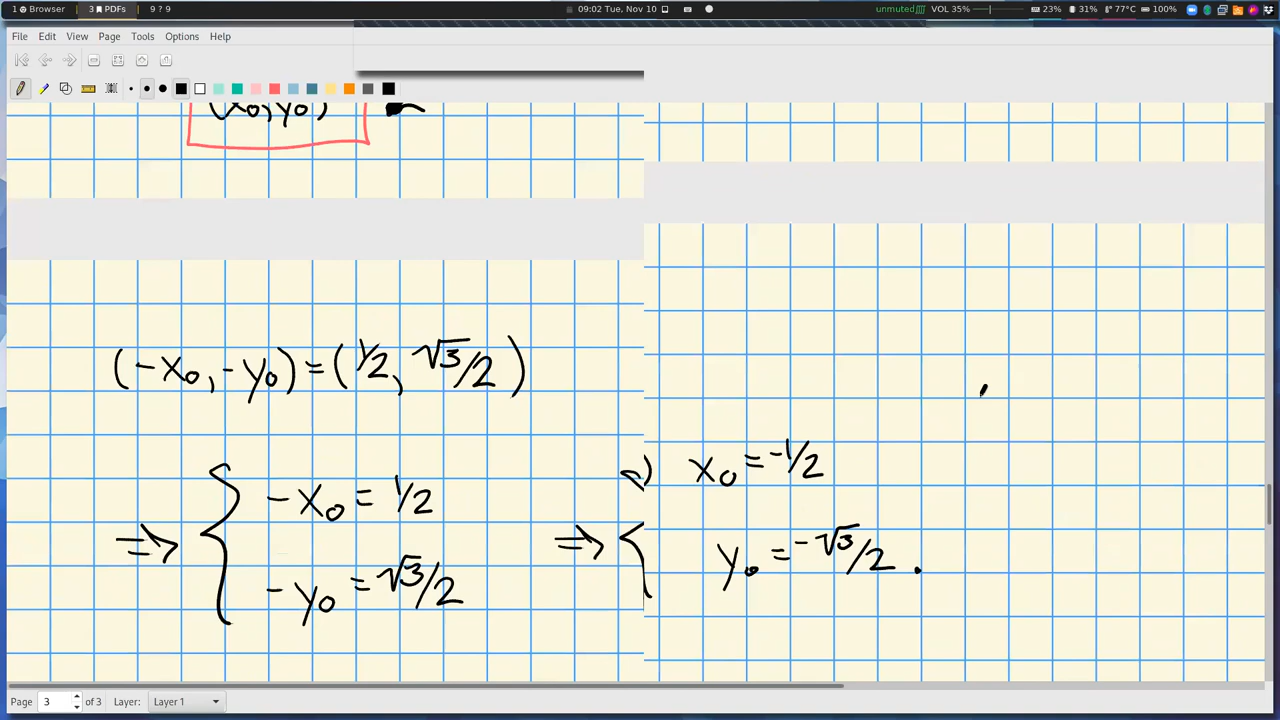 1 Browser 3 PDFs 9 ? 9 09:02 Tue, Nov 10 unmuted VOL 35% 23% 31% 77°C 100%
File Edit View Page Tools Options Help
(x0, y0)
(-x0, -y0) = (1/2, √3/2)
⇒ { -x0 = 1/2 ⇒ { x0 = -1/2
-y0 = √3/2 y0 = -√3/2 .
Page 3 of 3 Layer: Layer 1